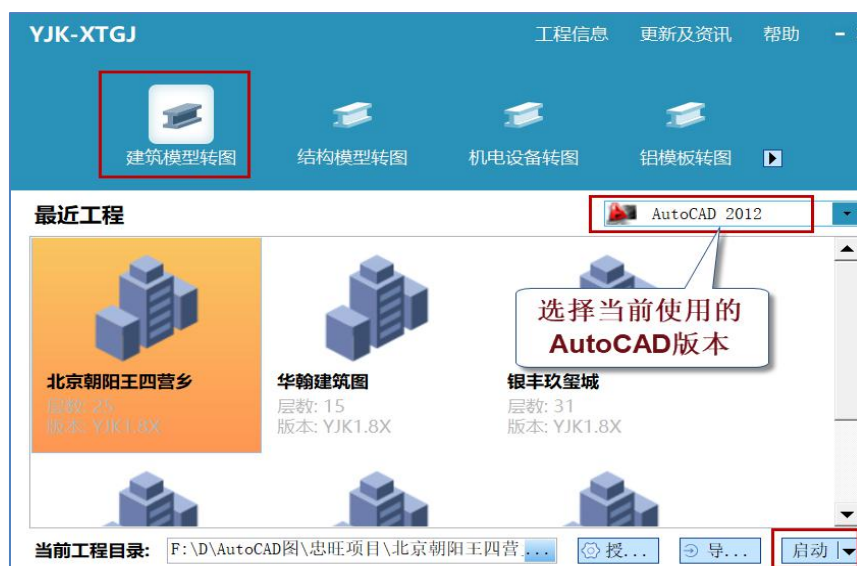 YJK-XTGJ
工程信息 更新及资讯 帮助
建筑模型转图 结构模型转图 机电设备转图 铝模板转图
最近工程
AutoCAD 2012
选择当前使用的
AutoCAD版本
北京朝阳王四营乡 华翰建筑图 银丰玖玺城
层数: 25 层数: 15 层数: 31
版本: YJK1.8X 版本: YJK1.8X 版本: YJK1.8X
当前工程目录: F:\D\AutoCAD图\忠旺项目\北京朝阳王四营 ... 授... 导... 启动